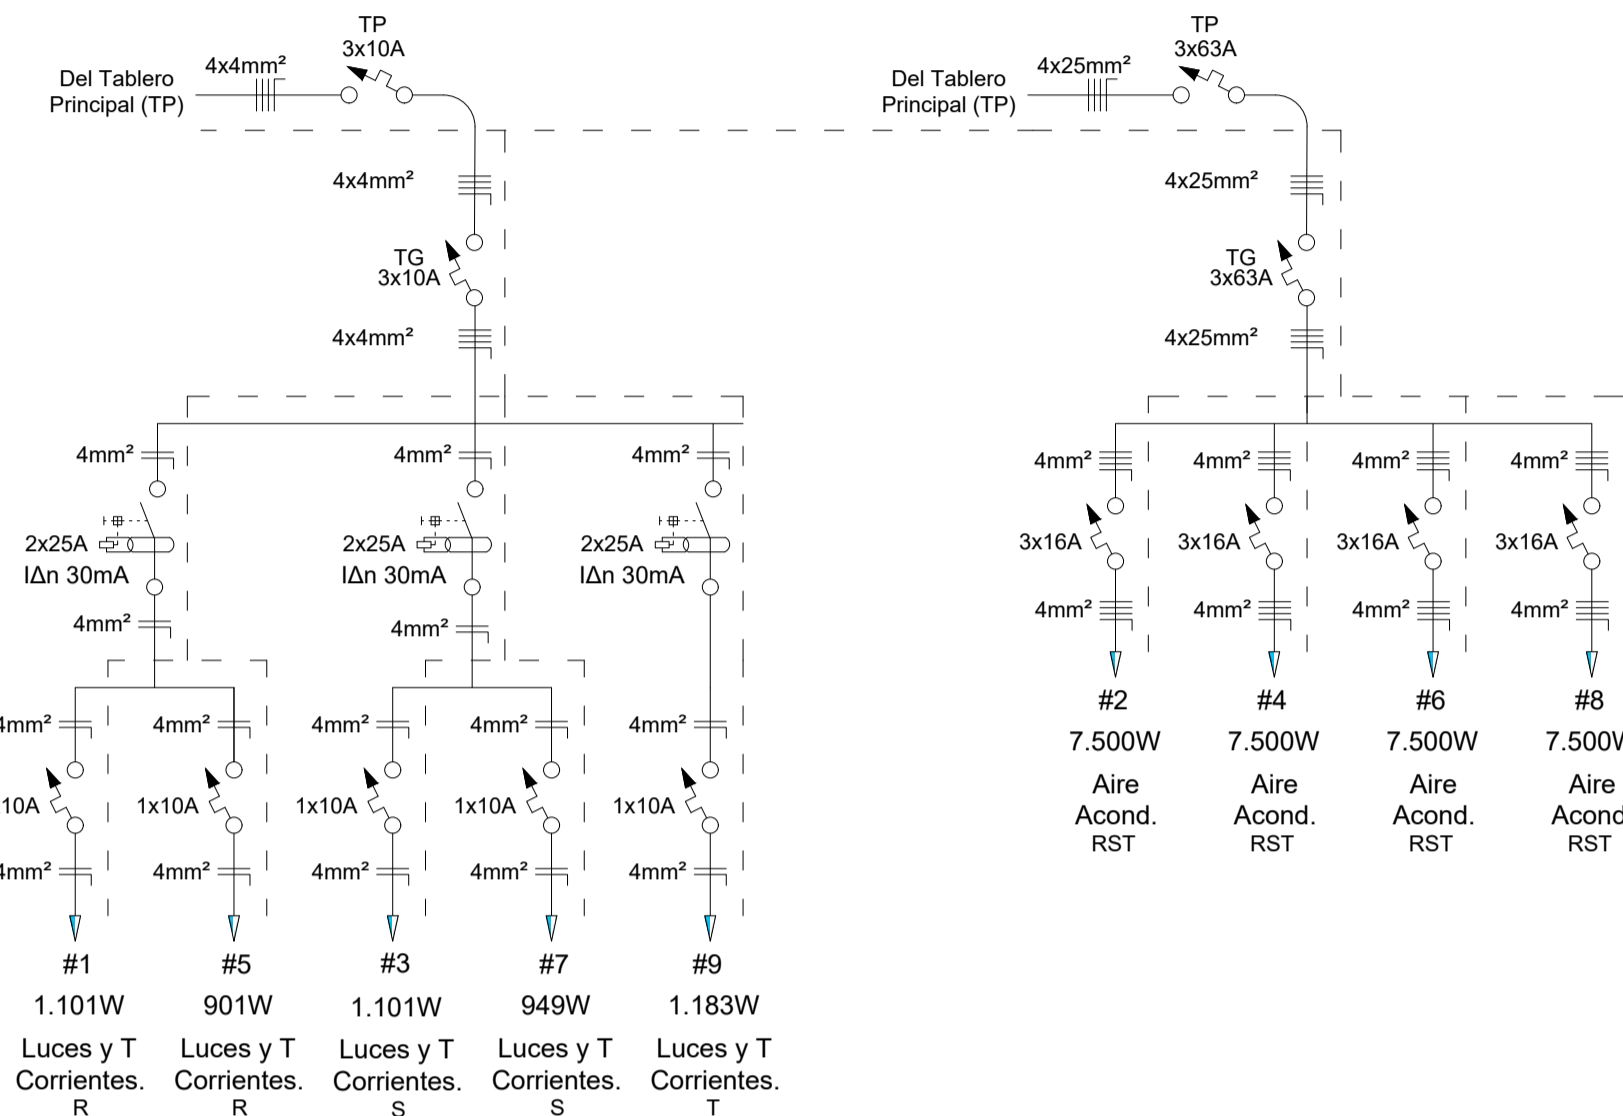 TP
3x10A
4x4mm²
Del Tablero
Principal (TP)
4x4mm²
TG
3x10A
4x4mm²
4mm²
4mm²
4mm²
2x25A
IΔn 30mA
2x25A
IΔn 30mA
2x25A
IΔn 30mA
4mm²
4mm²
4mm²
4mm²
4mm²
4mm²
4mm²
10A
1x10A
1x10A
1x10A
1x10A
4mm²
4mm²
4mm²
4mm²
4mm²
#1
1.101W
Luces y T
Corrientes.
R
#5
901W
Luces y T
Corrientes.
R
#3
1.101W
Luces y T
Corrientes.
S
#7
949W
Luces y T
Corrientes.
S
#9
1.183W
Luces y T
Corrientes.
T
TP
3x63A
4x25mm²
Del Tablero
Principal (TP)
4x25mm²
TG
3x63A
4x25mm²
4mm²
4mm²
4mm²
4mm²
3x16A
3x16A
3x16A
3x16A
4mm²
4mm²
4mm²
4mm²
#2
7.500W
Aire
Acond.
RST
#4
7.500W
Aire
Acond.
RST
#6
7.500W
Aire
Acond.
RST
#8
7.500W
Aire
Acond.
RST